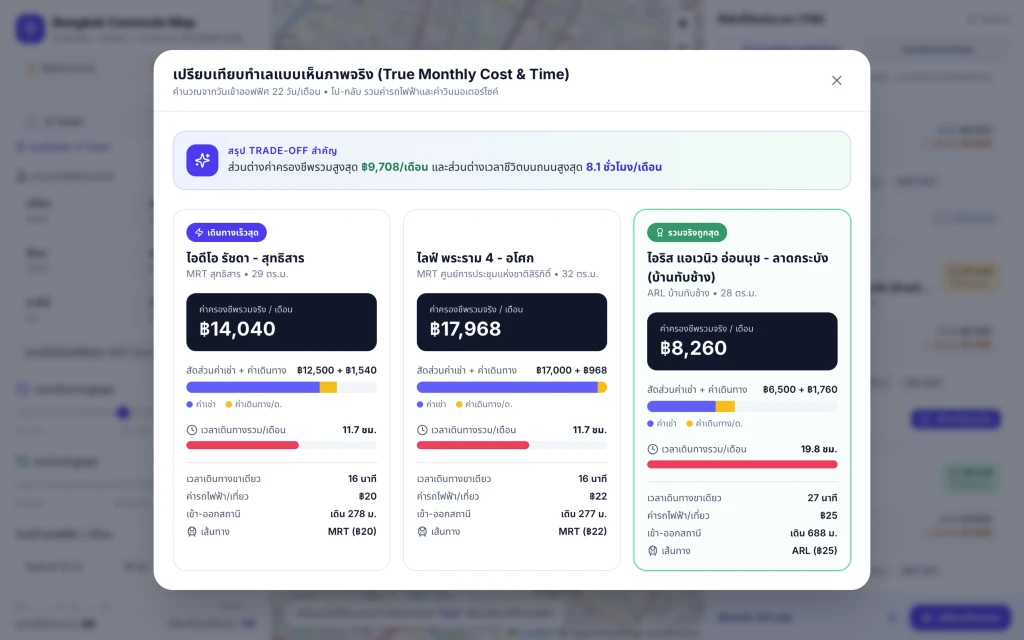 Bangkok Commute Map
เปรียบเทียบทำเลแบบเห็นภาพจริง (True Monthly Cost & Time)
คำนวณจากวันเข้าออฟฟิศ 22 วัน/เดือน • ไป-กลับ รวมค่ารถไฟฟ้าและค่าวินมอเตอร์ไซค์
สรุป TRADE-OFF สำคัญ
ส่วนต่างค่าครองชีพรวมสูงสุด ฿9,708/เดือน และส่วนต่างเวลาชีวิตบนถนนสูงสุด 8.1 ชั่วโมง/เดือน
เดินทางเร็วสุด
ไอดีโอ รัชดา - สุทธิสาร
MRT สุทธิสาร • 29 ตร.ม.
ค่าครองชีพรวมจริง / เดือน
฿14,040
สัดส่วนค่าเช่า + ค่าเดินทาง ฿12,500 + ฿1,540
ค่าเช่า ค่าเดินทาง/ด.
เวลาเดินทางรวม/เดือน 11.7 ชม.
เวลาเดินทางขาเดียว 16 นาที
ค่ารถไฟฟ้า/เที่ยว ฿20
เข้า-ออกสถานี เดิน 278 ม.
เส้นทาง MRT (฿20)
ไลฟ์ พระราม 4 - อโศก
MRT ศูนย์การประชุมแห่งชาติสิริกิติ์ • 32 ตร.ม.
ค่าครองชีพรวมจริง / เดือน
฿17,968
สัดส่วนค่าเช่า + ค่าเดินทาง ฿17,000 + ฿968
ค่าเช่า ค่าเดินทาง/ด.
เวลาเดินทางรวม/เดือน 11.7 ชม.
เวลาเดินทางขาเดียว 16 นาที
ค่ารถไฟฟ้า/เที่ยว ฿22
เข้า-ออกสถานี เดิน 277 ม.
เส้นทาง MRT (฿22)
รวมจริงถูกสุด
ไอริส แอเวนิว อ่อนนุช - ลาดกระบัง
(บ้านทับช้าง)
ARL บ้านทับช้าง • 28 ตร.ม.
ค่าครองชีพรวมจริง / เดือน
฿8,260
สัดส่วนค่าเช่า + ค่าเดินทาง ฿6,500 + ฿1,760
ค่าเช่า ค่าเดินทาง/ด.
เวลาเดินทางรวม/เดือน 19.8 ชม.
เวลาเดินทางขาเดียว 27 นาที
ค่ารถไฟฟ้า/เที่ยว ฿25
เข้า-ออกสถานี เดิน 688 ม.
เส้นทาง ARL (฿25)